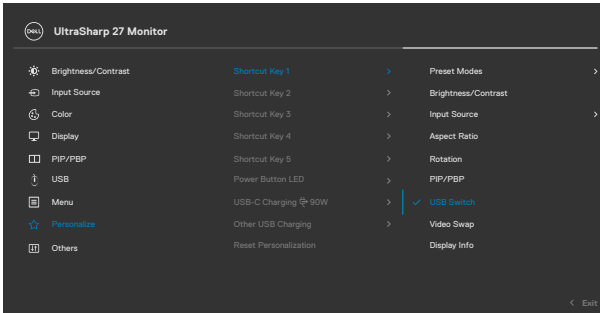 DELL UltraSharp 27 Monitor
Brightness/Contrast Shortcut Key 1 Preset Modes
Input Source Shortcut Key 2 Brightness/Contrast
Color Shortcut Key 3 Input Source
Display Shortcut Key 4 Aspect Ratio
PIP/PBP Shortcut Key 5 Rotation
USB Power Button LED PIP/PBP
Menu USB-C Charging 90W USB Switch
Personalize Other USB Charging Video Swap
Others Reset Personalization Display Info
Exit